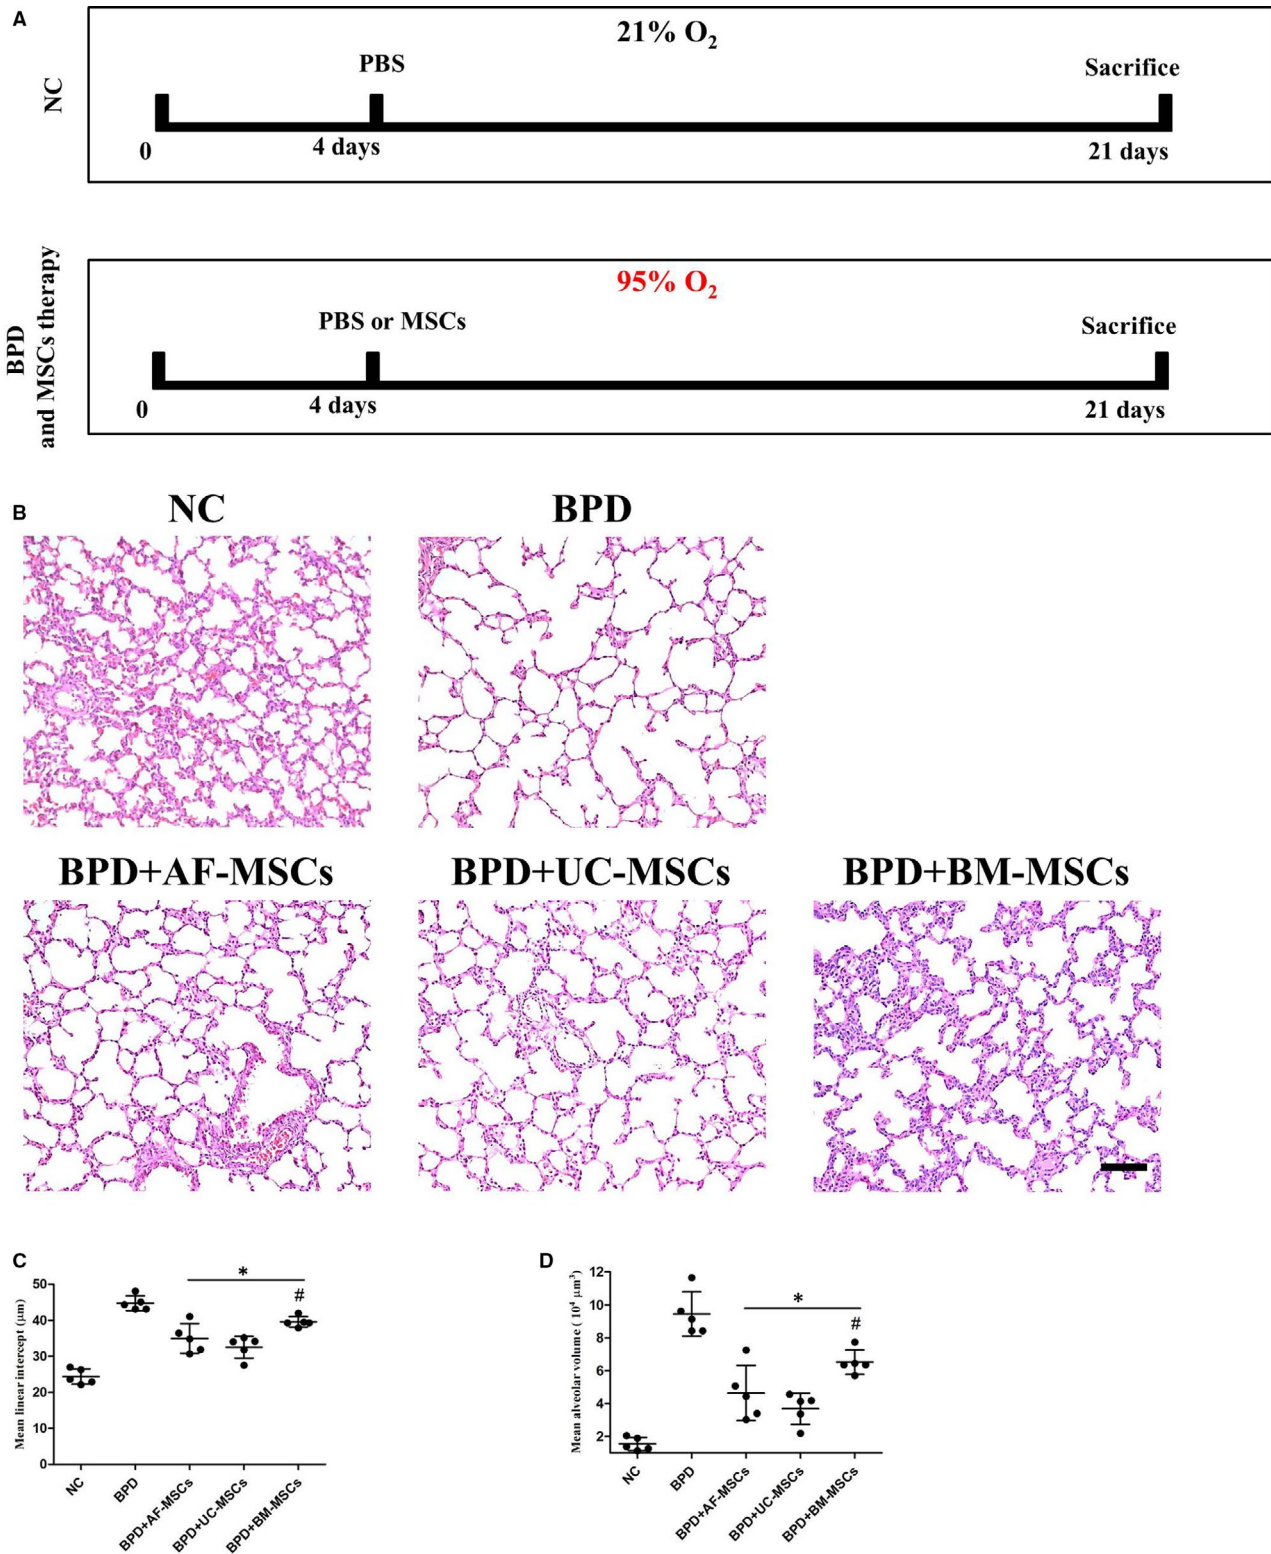 A
21% O₂
NC
PBS
Sacrifice
0
4 days
21 days
BPD
and MSCs therapy
95% O₂
PBS or MSCs
Sacrifice
0
4 days
21 days
B
NC
BPD
BPD+AF-MSCs
BPD+UC-MSCs
BPD+BM-MSCs
C
Mean linear intercept (μm)
50
40
30
20
10
0
*
#
NC
BPD
BPD+AF-MSCs
BPD+UC-MSCs
BPD+BM-MSCs
D
Mean alveolar volume ( 10⁴ μm³)
12
10
8
6
4
2
*
#
NC
BPD
BPD+AF-MSCs
BPD+UC-MSCs
BPD+BM-MSCs